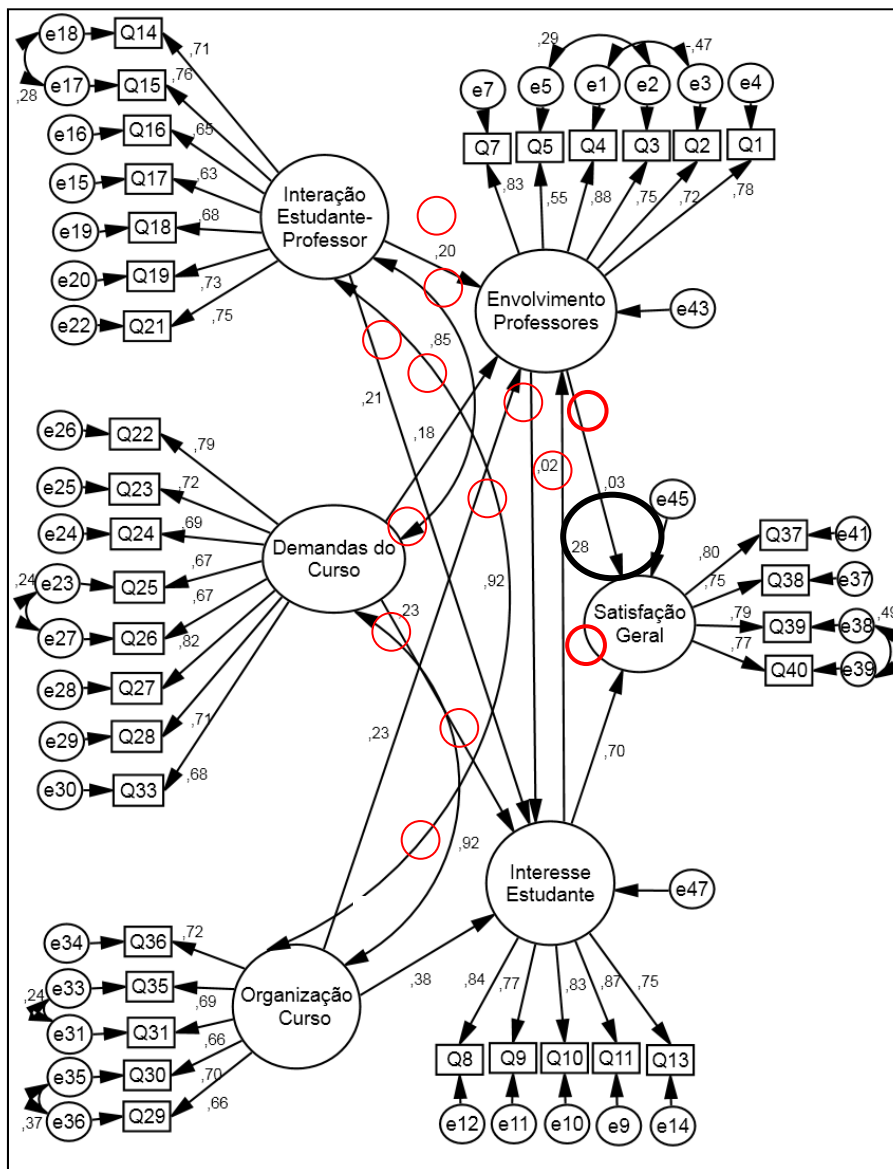 e18
Q14
,71
,28
e17
Q15
,76
e16
Q16
,65
e15
Q17
,63
e19
Q18
,68
e20
Q19
,73
e22
Q21
,75
Interação
Estudante-
Professor
,29
-,47
e7
e5
e1
e2
e3
e4
Q7
Q5
Q4
Q3
Q2
Q1
,83
,55
,88
,75
,72
,78
Envolvimento
Professores
e43
,20
,85
,21
,18
,02
,03
,28
,92
,23
,23
,92
,70
,38
e26
Q22
,79
e25
Q23
,72
e24
Q24
,69
,24
e23
Q25
,67
e27
Q26
,67
e28
Q27
,82
e29
Q28
,71
e30
Q33
,68
Demandas do
Curso
e45
Satisfação
Geral
,80
Q37
e41
,75
Q38
e37
,79
Q39
e38
,49
,77
Q40
e39
Interesse
Estudante
e47
,84
,77
,83
,87
,75
Q8
Q9
Q10
Q11
Q13
e12
e11
e10
e9
e14
e34
Q36
,72
,24
e33
Q35
,69
e31
Q31
,66
e35
Q30
,70
,37
e36
Q29
,66
Organização
Curso